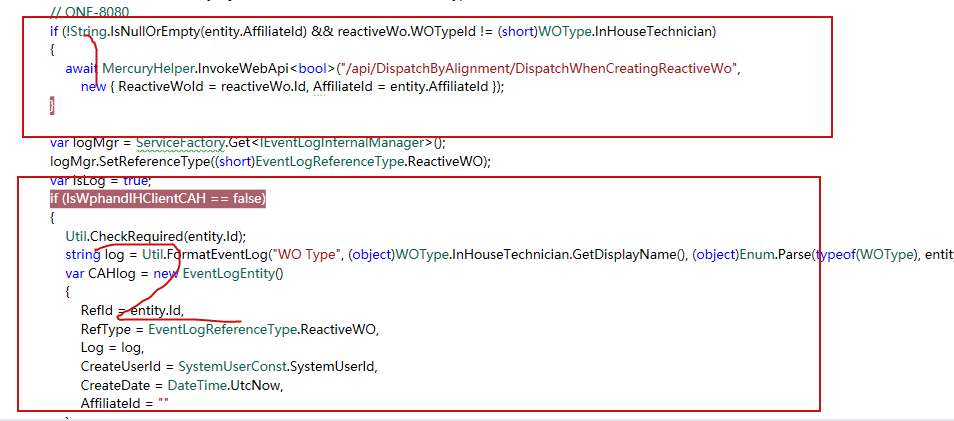 // ONE-8080
if (!String.IsNullOrEmpty(entity.AffiliateId) && reactiveWo.WOTypeId != (short)WOType.InHouseTechnician)
{
await MercuryHelper.InvokeWebApi<bool>("/api/DispatchByAlignment/DispatchWhenCreatingReactiveWo",
new { ReactiveWoId = reactiveWo.Id, AffiliateId = entity.AffiliateId });
}
var logMgr = ServiceFactory.Get<IEventLogInternalManager>();
logMgr.SetReferenceType((short)EventLogReferenceType.ReactiveWO);
var isLog = true;
if (IsWphandIHClientCAH == false)
{
Util.CheckRequired(entity.Id);
string log = Util.FormatEventLog("WO Type", (object)WOType.InHouseTechnician.GetDisplayName(), (object)Enum.Parse(typeof(WOType), entit
var CAHlog = new EventLogEntity()
{
RefId = entity.Id,
RefType = EventLogReferenceType.ReactiveWO,
Log = log,
CreateUserId = SystemUserConst.SystemUserId,
CreateDate = DateTime.UtcNow,
AffiliateId = ""
1
2